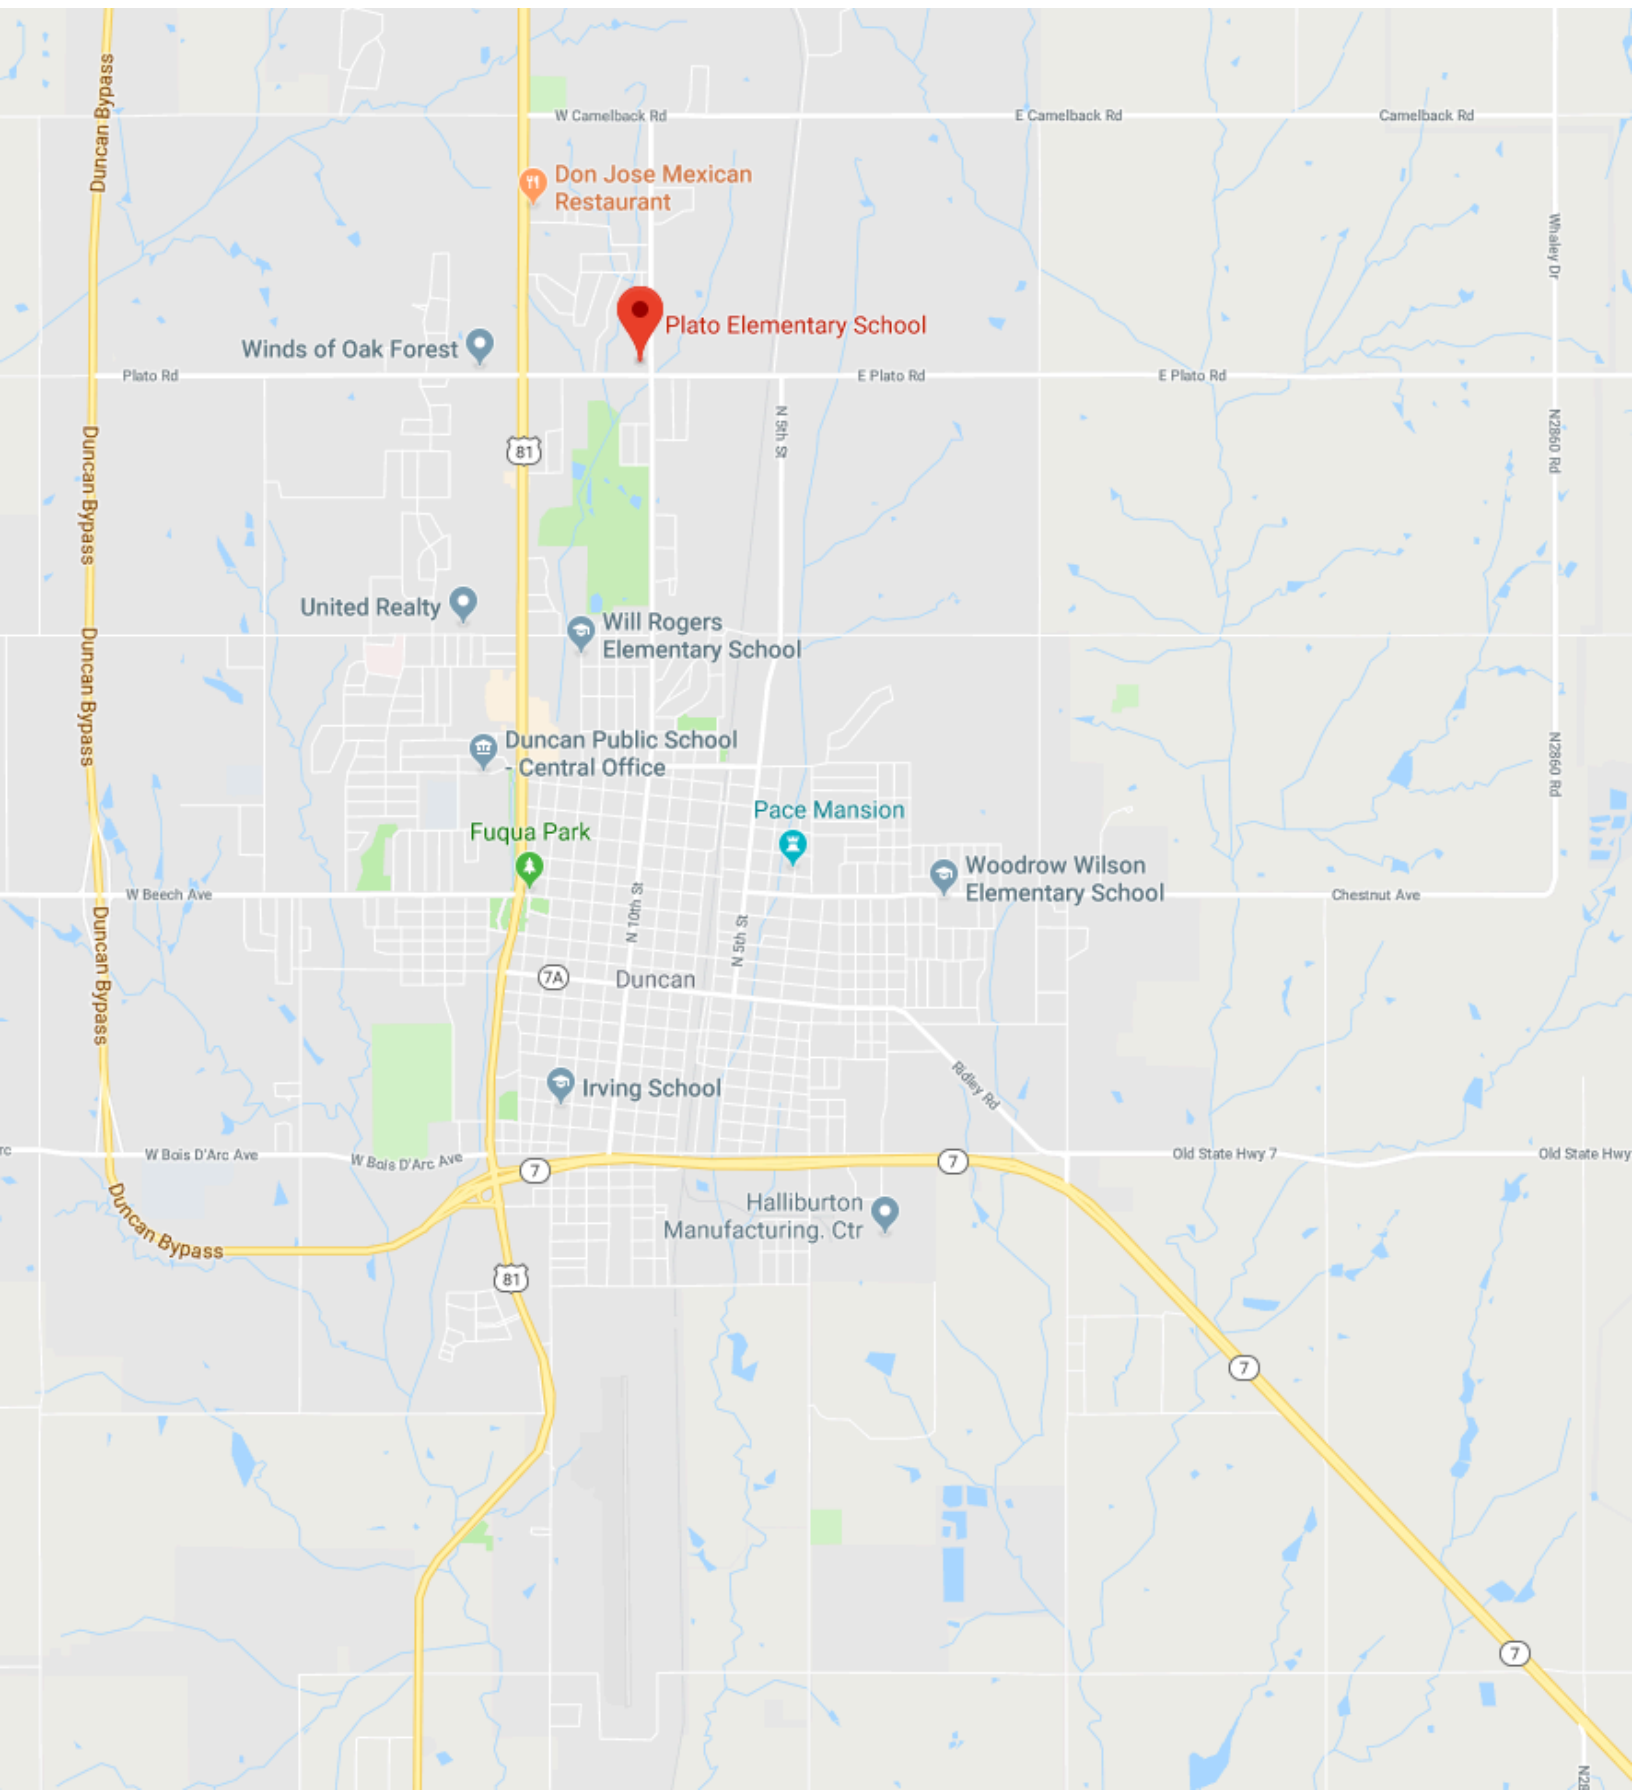 Duncan Bypass
W Camelback Rd
E Camelback Rd
Camelback Rd
Don Jose Mexican
Restaurant
Whaley Dr
Plato Elementary School
Winds of Oak Forest
Plato Rd
E Plato Rd
E Plato Rd
N 5th St
81
N2860 Rd
Duncan Bypass
United Realty
Will Rogers
Elementary School
Duncan Bypass
Duncan Public School
- Central Office
N2860 Rd
Pace Mansion
Fuqua Park
Woodrow Wilson
Elementary School
W Beech Ave
Chestnut Ave
N 10th St
N 5th St
Duncan Bypass
7A
Duncan
Irving School
Ridley Rd
rc
W Bois D'Arc Ave
W Bois D'Arc Ave
7
7
Old State Hwy 7
Old State Hwy
Duncan Bypass
Halliburton
Manufacturing. Ctr
81
7
7
N28